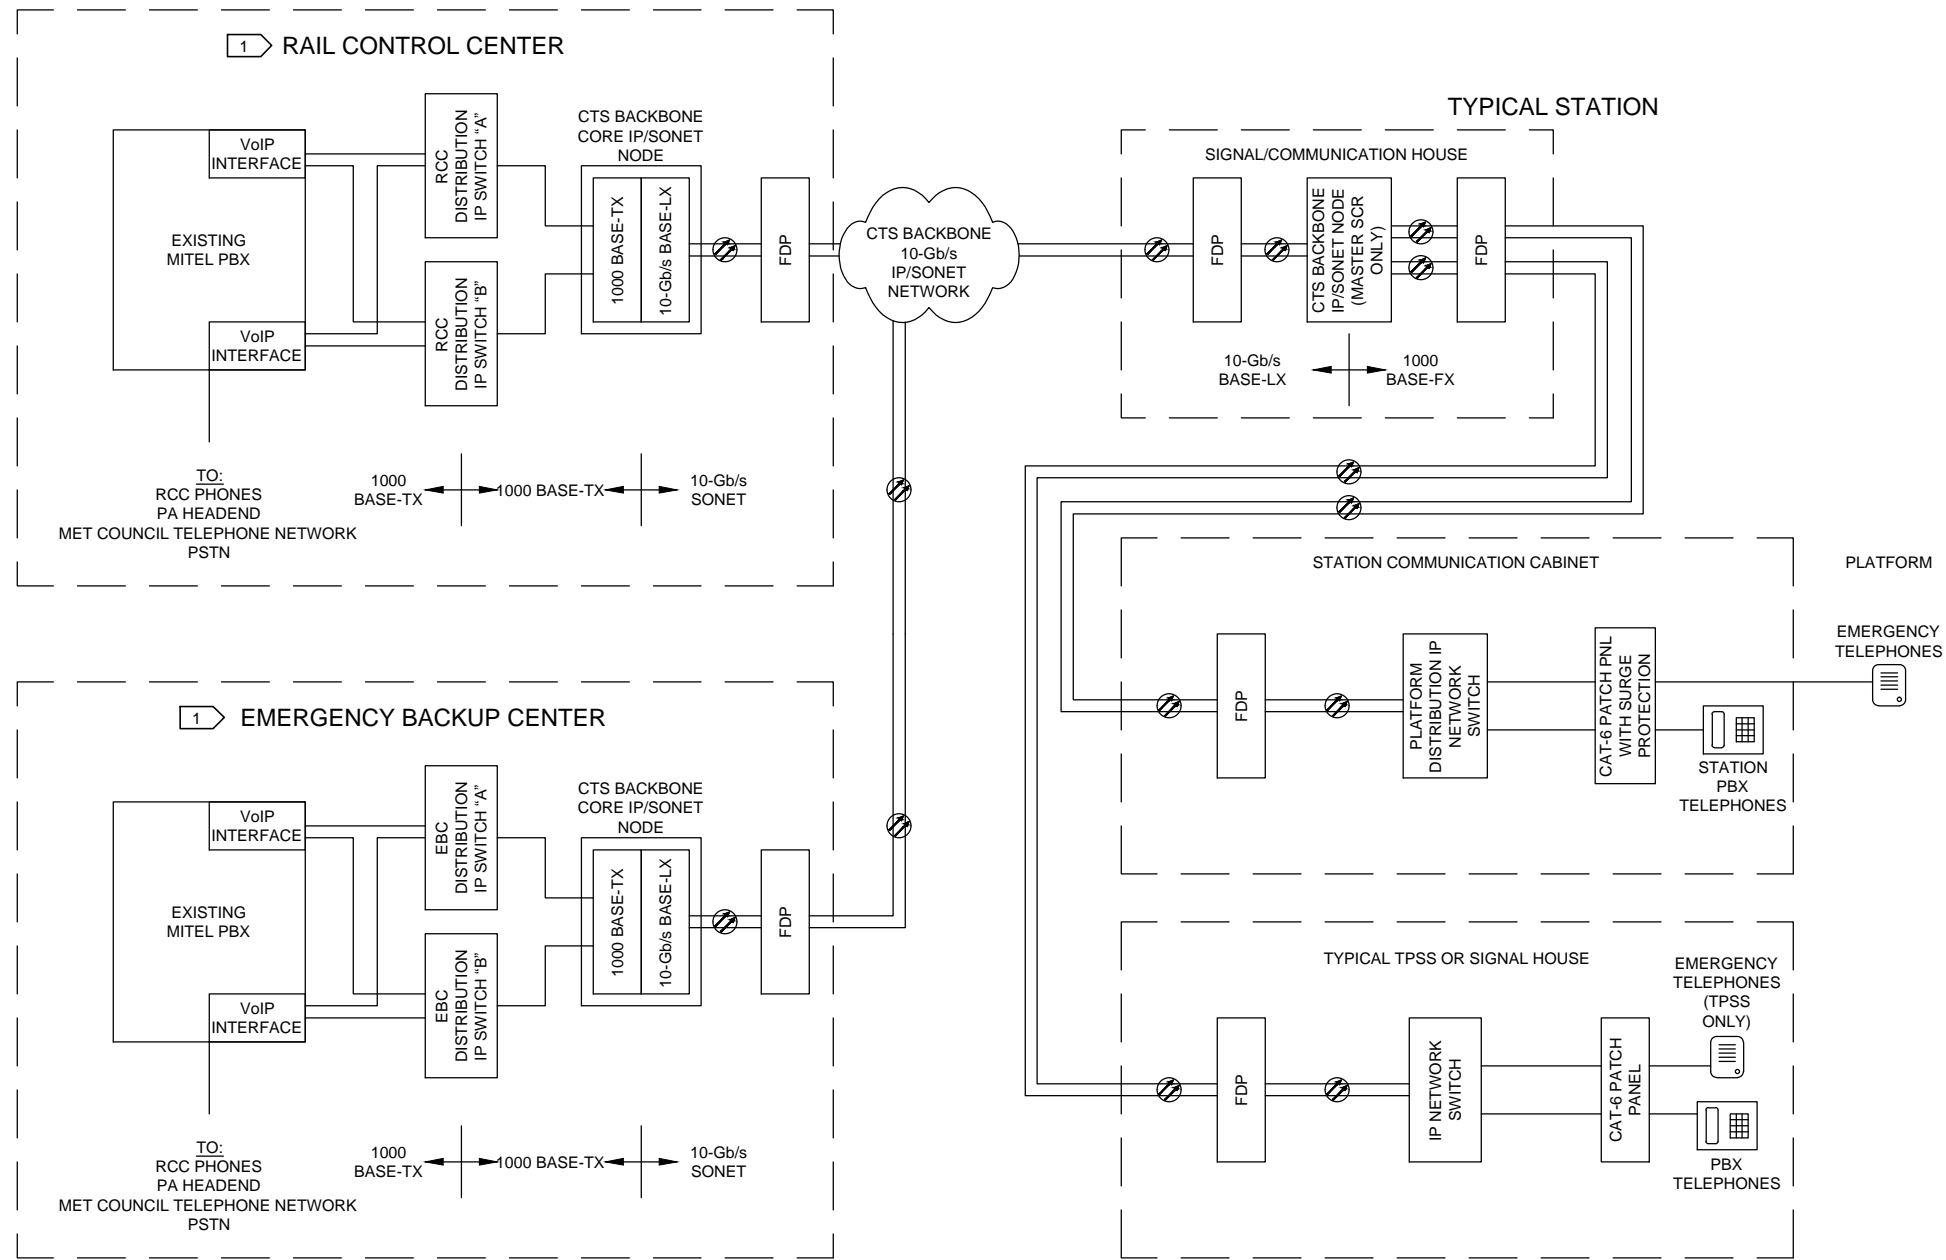 1 RAIL CONTROL CENTER
VoIP
INTERFACE
EXISTING
MITEL PBX
VoIP
INTERFACE
RCC
DISTRIBUTION
IP SWITCH “A”
RCC
DISTRIBUTION
IP SWITCH “B”
CTS BACKBONE
CORE IP/SONET
NODE
1000 BASE-TX
10-Gb/s BASE-LX
FDP
TO:
RCC PHONES
PA HEADEND
MET COUNCIL TELEPHONE NETWORK
PSTN
1000
BASE-TX
1000 BASE-TX
10-Gb/s
SONET
CTS BACKBONE
10-Gb/s
IP/SONET
NETWORK
TYPICAL STATION
SIGNAL/COMMUNICATION HOUSE
FDP
CTS BACKBONE
IP/SONET NODE
(MASTER SCR
ONLY)
FDP
10-Gb/s
BASE-LX
1000
BASE-FX
STATION COMMUNICATION CABINET
FDP
PLATFORM
DISTRIBUTION IP
NETWORK
SWITCH
CAT-6 PATCH PNL
WITH SURGE
PROTECTION
STATION
PBX
TELEPHONES
PLATFORM
EMERGENCY
TELEPHONES
1 EMERGENCY BACKUP CENTER
VoIP
INTERFACE
EXISTING
MITEL PBX
VoIP
INTERFACE
EBC
DISTRIBUTION
IP SWITCH “A”
EBC
DISTRIBUTION
IP SWITCH “B”
CTS BACKBONE
CORE IP/SONET
NODE
1000 BASE-TX
10-Gb/s BASE-LX
FDP
TO:
RCC PHONES
PA HEADEND
MET COUNCIL TELEPHONE NETWORK
PSTN
1000
BASE-TX
1000 BASE-TX
10-Gb/s
SONET
TYPICAL TPSS OR SIGNAL HOUSE
FDP
IP NETWORK
SWITCH
CAT-6 PATCH
PANEL
EMERGENCY
TELEPHONES
(TPSS
ONLY)
PBX
TELEPHONES